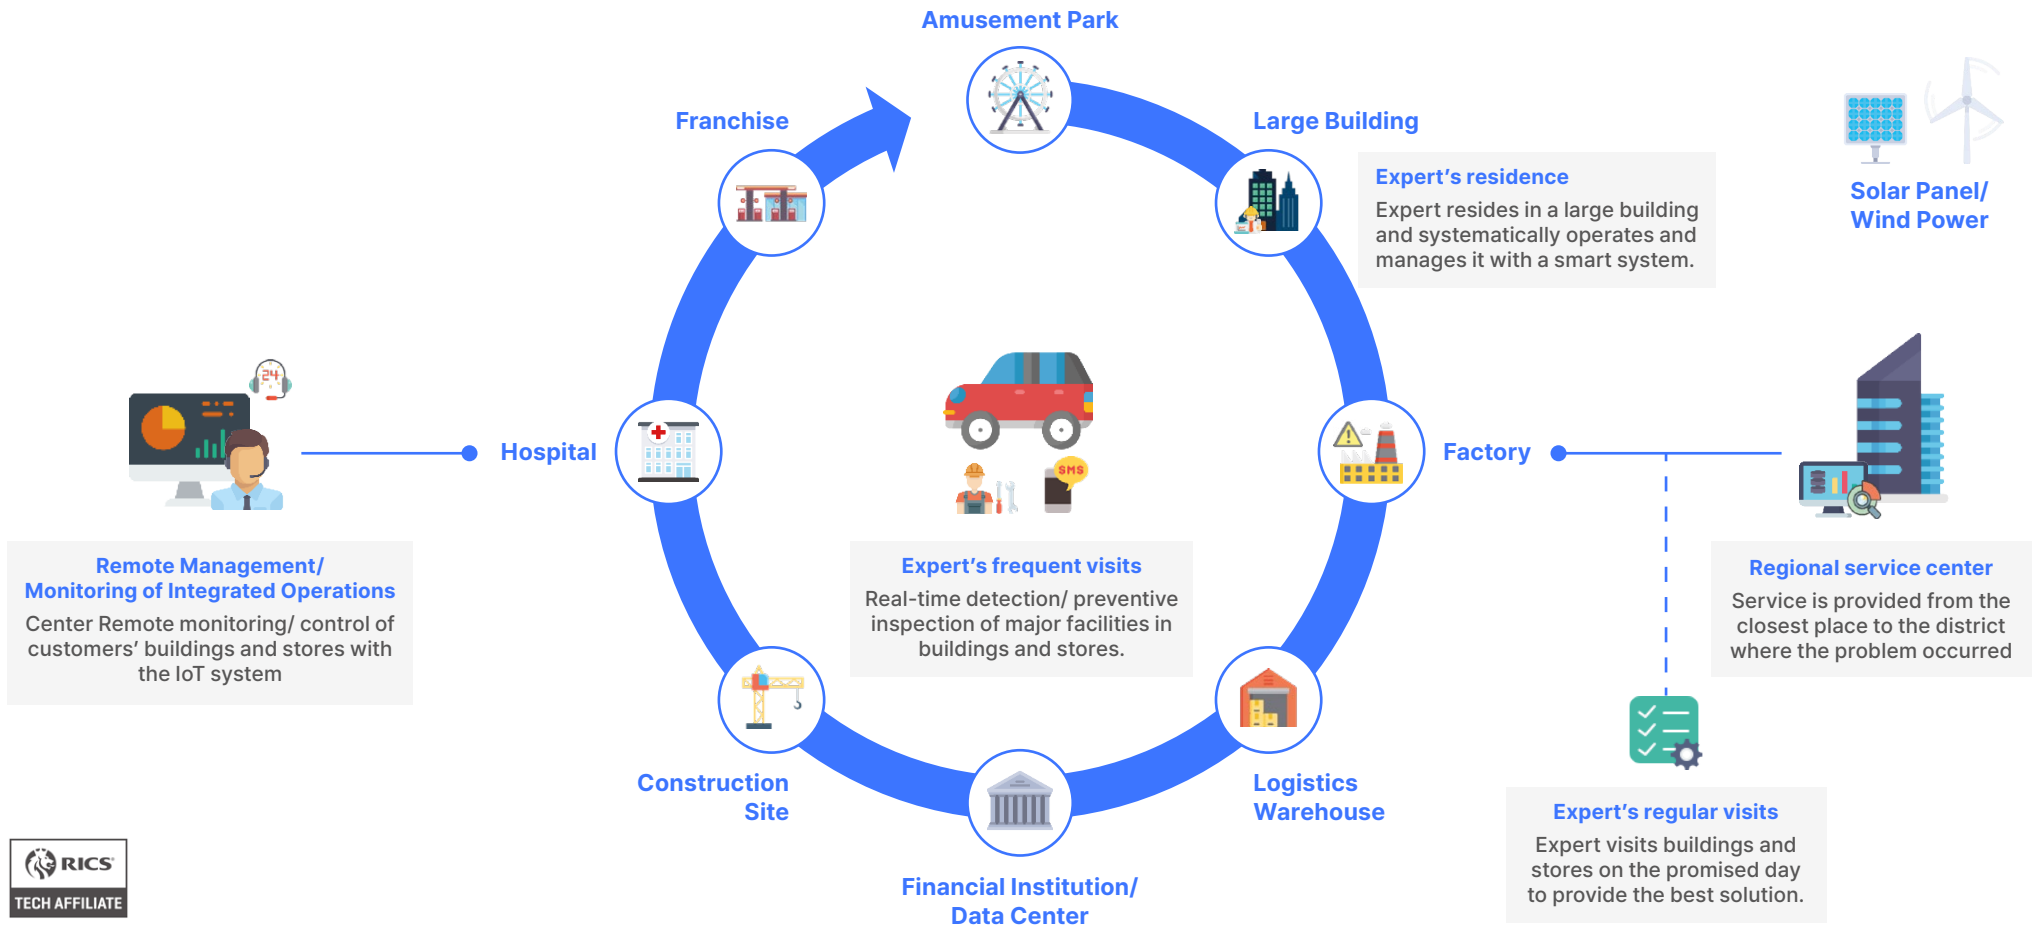 Amusement Park
Franchise
Large Building
Expert's residence
Expert resides in a large building
and systematically operates and
manages it with a smart system.
Solar Panel/
Wind Power
24
Hospital
SMS
Factory
Remote Management/
Monitoring of Integrated Operations
Center Remote monitoring/ control of
customers' buildings and stores with
the IoT system
Expert's frequent visits
Real-time detection/ preventive
inspection of major facilities in
buildings and stores.
Regional service center
Service is provided from the
closest place to the district
where the problem occurred
Construction
Site
Logistics
Warehouse
Financial Institution/
Data Center
Expert's regular visits
Expert visits buildings and
stores on the promised day
to provide the best solution.
RICS
TECH AFFILIATE